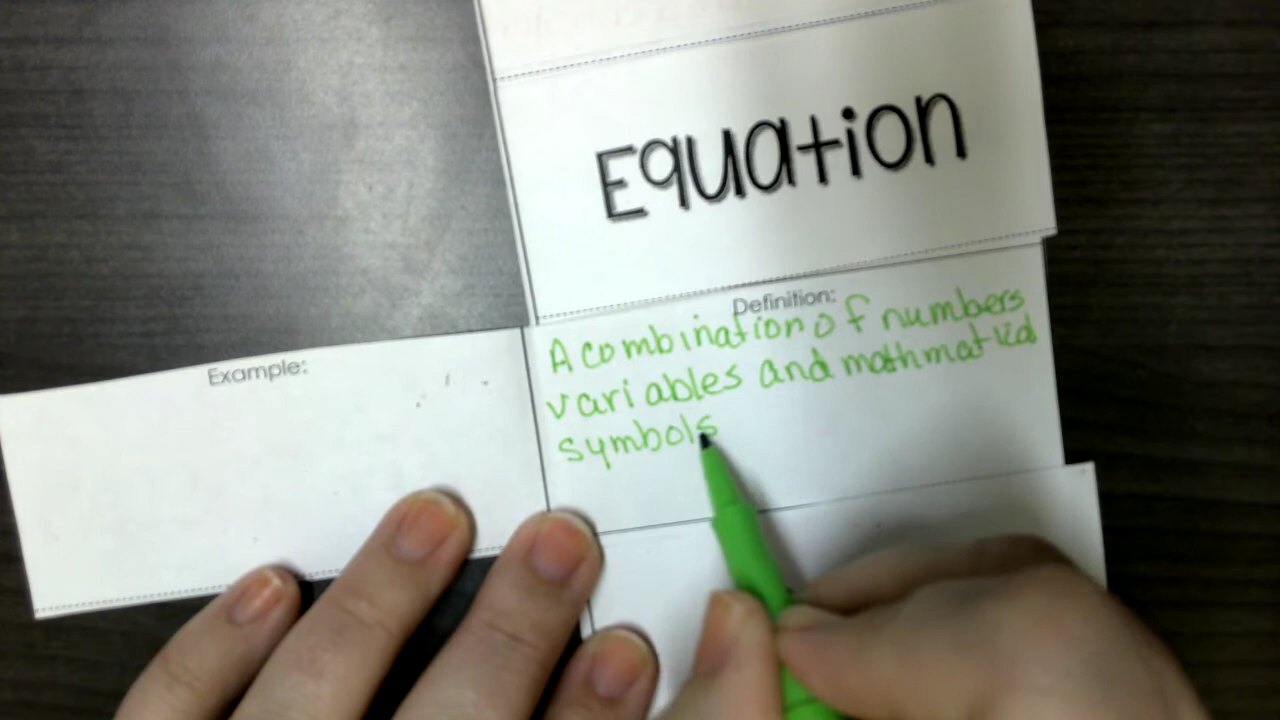 Equation
Definition:
A combination of numbers
variables and mathmatical
symbols
Example: